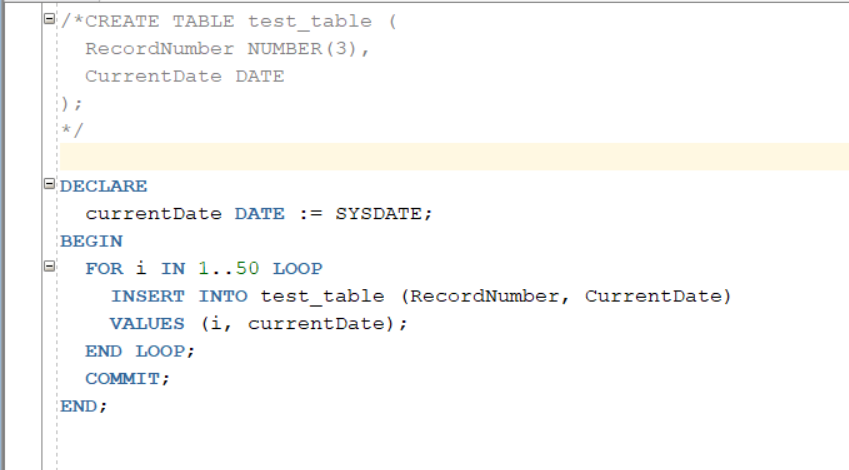 /*CREATE TABLE test_table (
  RecordNumber NUMBER(3),
  CurrentDate DATE
);
*/

DECLARE
  currentDate DATE := SYSDATE;
BEGIN
  FOR i IN 1..50 LOOP
    INSERT INTO test_table (RecordNumber, CurrentDate)
    VALUES (i, currentDate);
  END LOOP;
  COMMIT;
END;